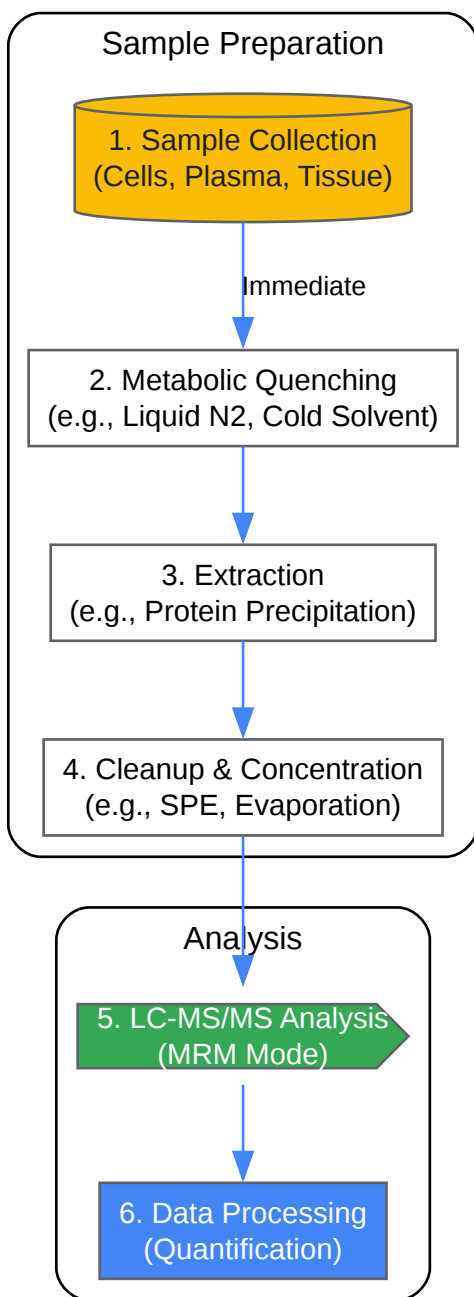 Sample Preparation
1. Sample Collection
(Cells, Plasma, Tissue)
Immediate
2. Metabolic Quenching
(e.g., Liquid N2, Cold Solvent)
3. Extraction
(e.g., Protein Precipitation)
4. Cleanup & Concentration
(e.g., SPE, Evaporation)
Analysis
5. LC-MS/MS Analysis
(MRM Mode)
6. Data Processing
(Quantification)